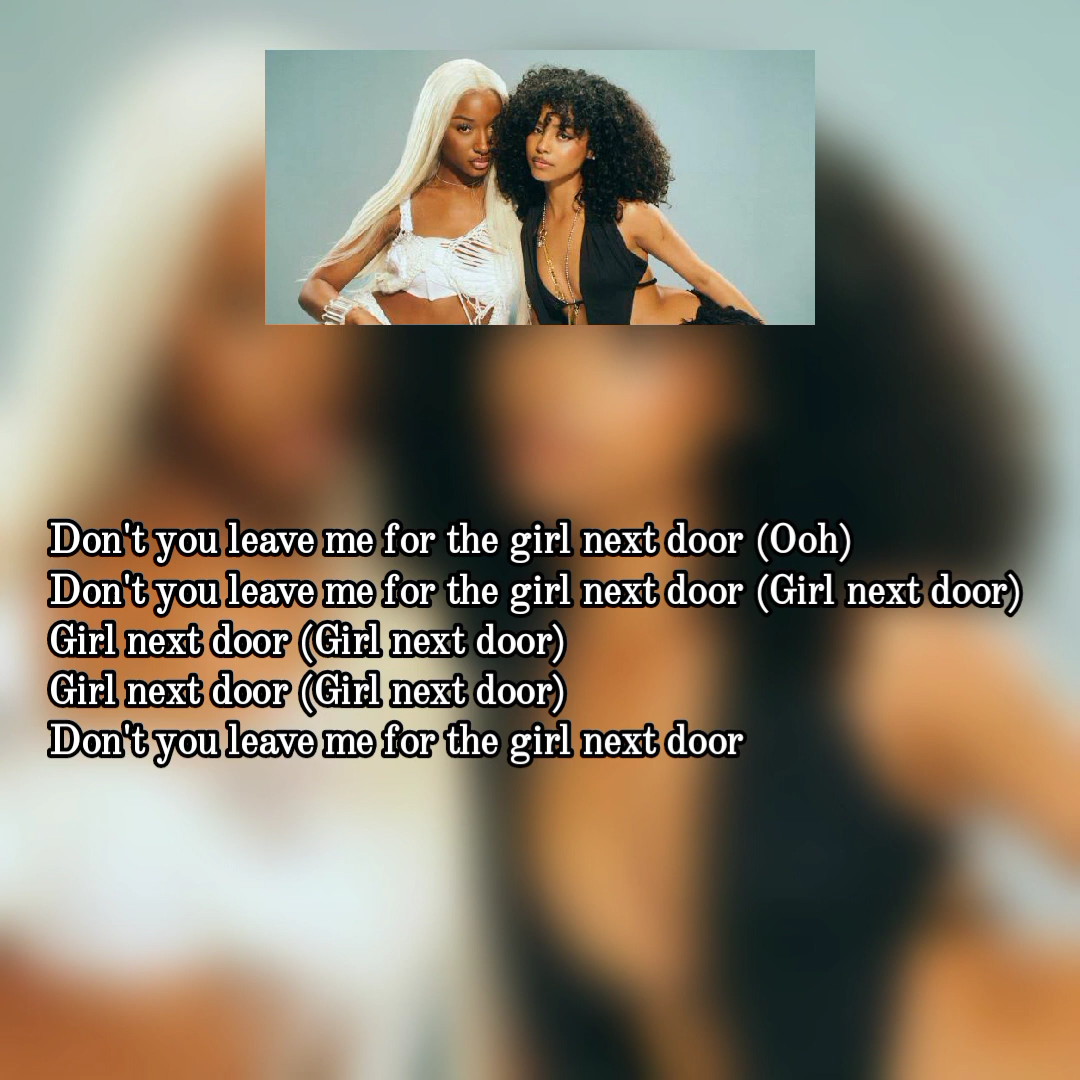 Don't you leave me for the girl next door (Ooh)
Don't you leave me for the girl next door (Girl next door)
Girl next door (Girl next door)
Girl next door (Girl next door)
Don't you leave me for the girl next door